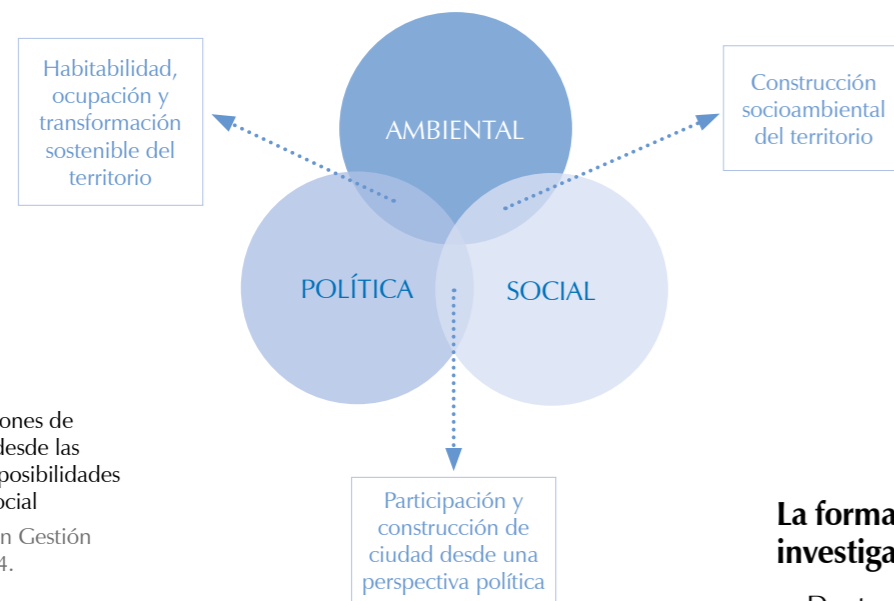 Habitabilidad,
ocupación y
transformación
sostenible del
territorio
AMBIENTAL
Construcción
socioambiental
del territorio
POLÍTICA
SOCIAL
ones de
desde las
posibilidades
ocial
n Gestión
4.
Participación y
construcción de
ciudad desde una
perspectiva política
La forma
investiga